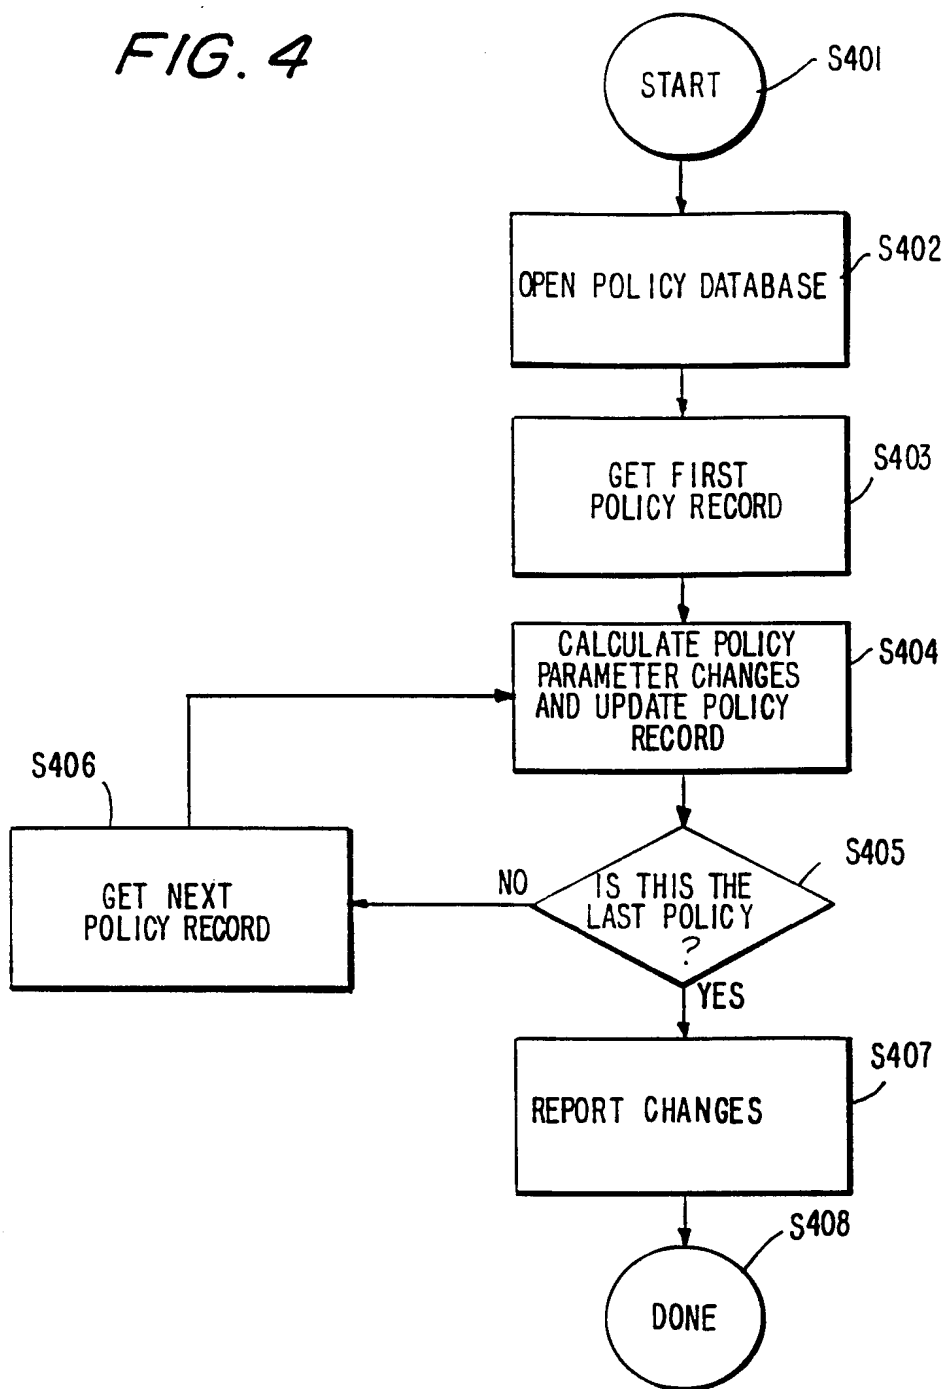 FIG. 4
START
S401
OPEN POLICY DATABASE
S402
GET FIRST
POLICY RECORD
S403
CALCULATE POLICY
PARAMETER CHANGES
AND UPDATE POLICY
RECORD
S404
S406
GET NEXT
POLICY RECORD
NO
IS THIS THE
LAST POLICY
?
S405
YES
REPORT CHANGES
S407
S408
DONE